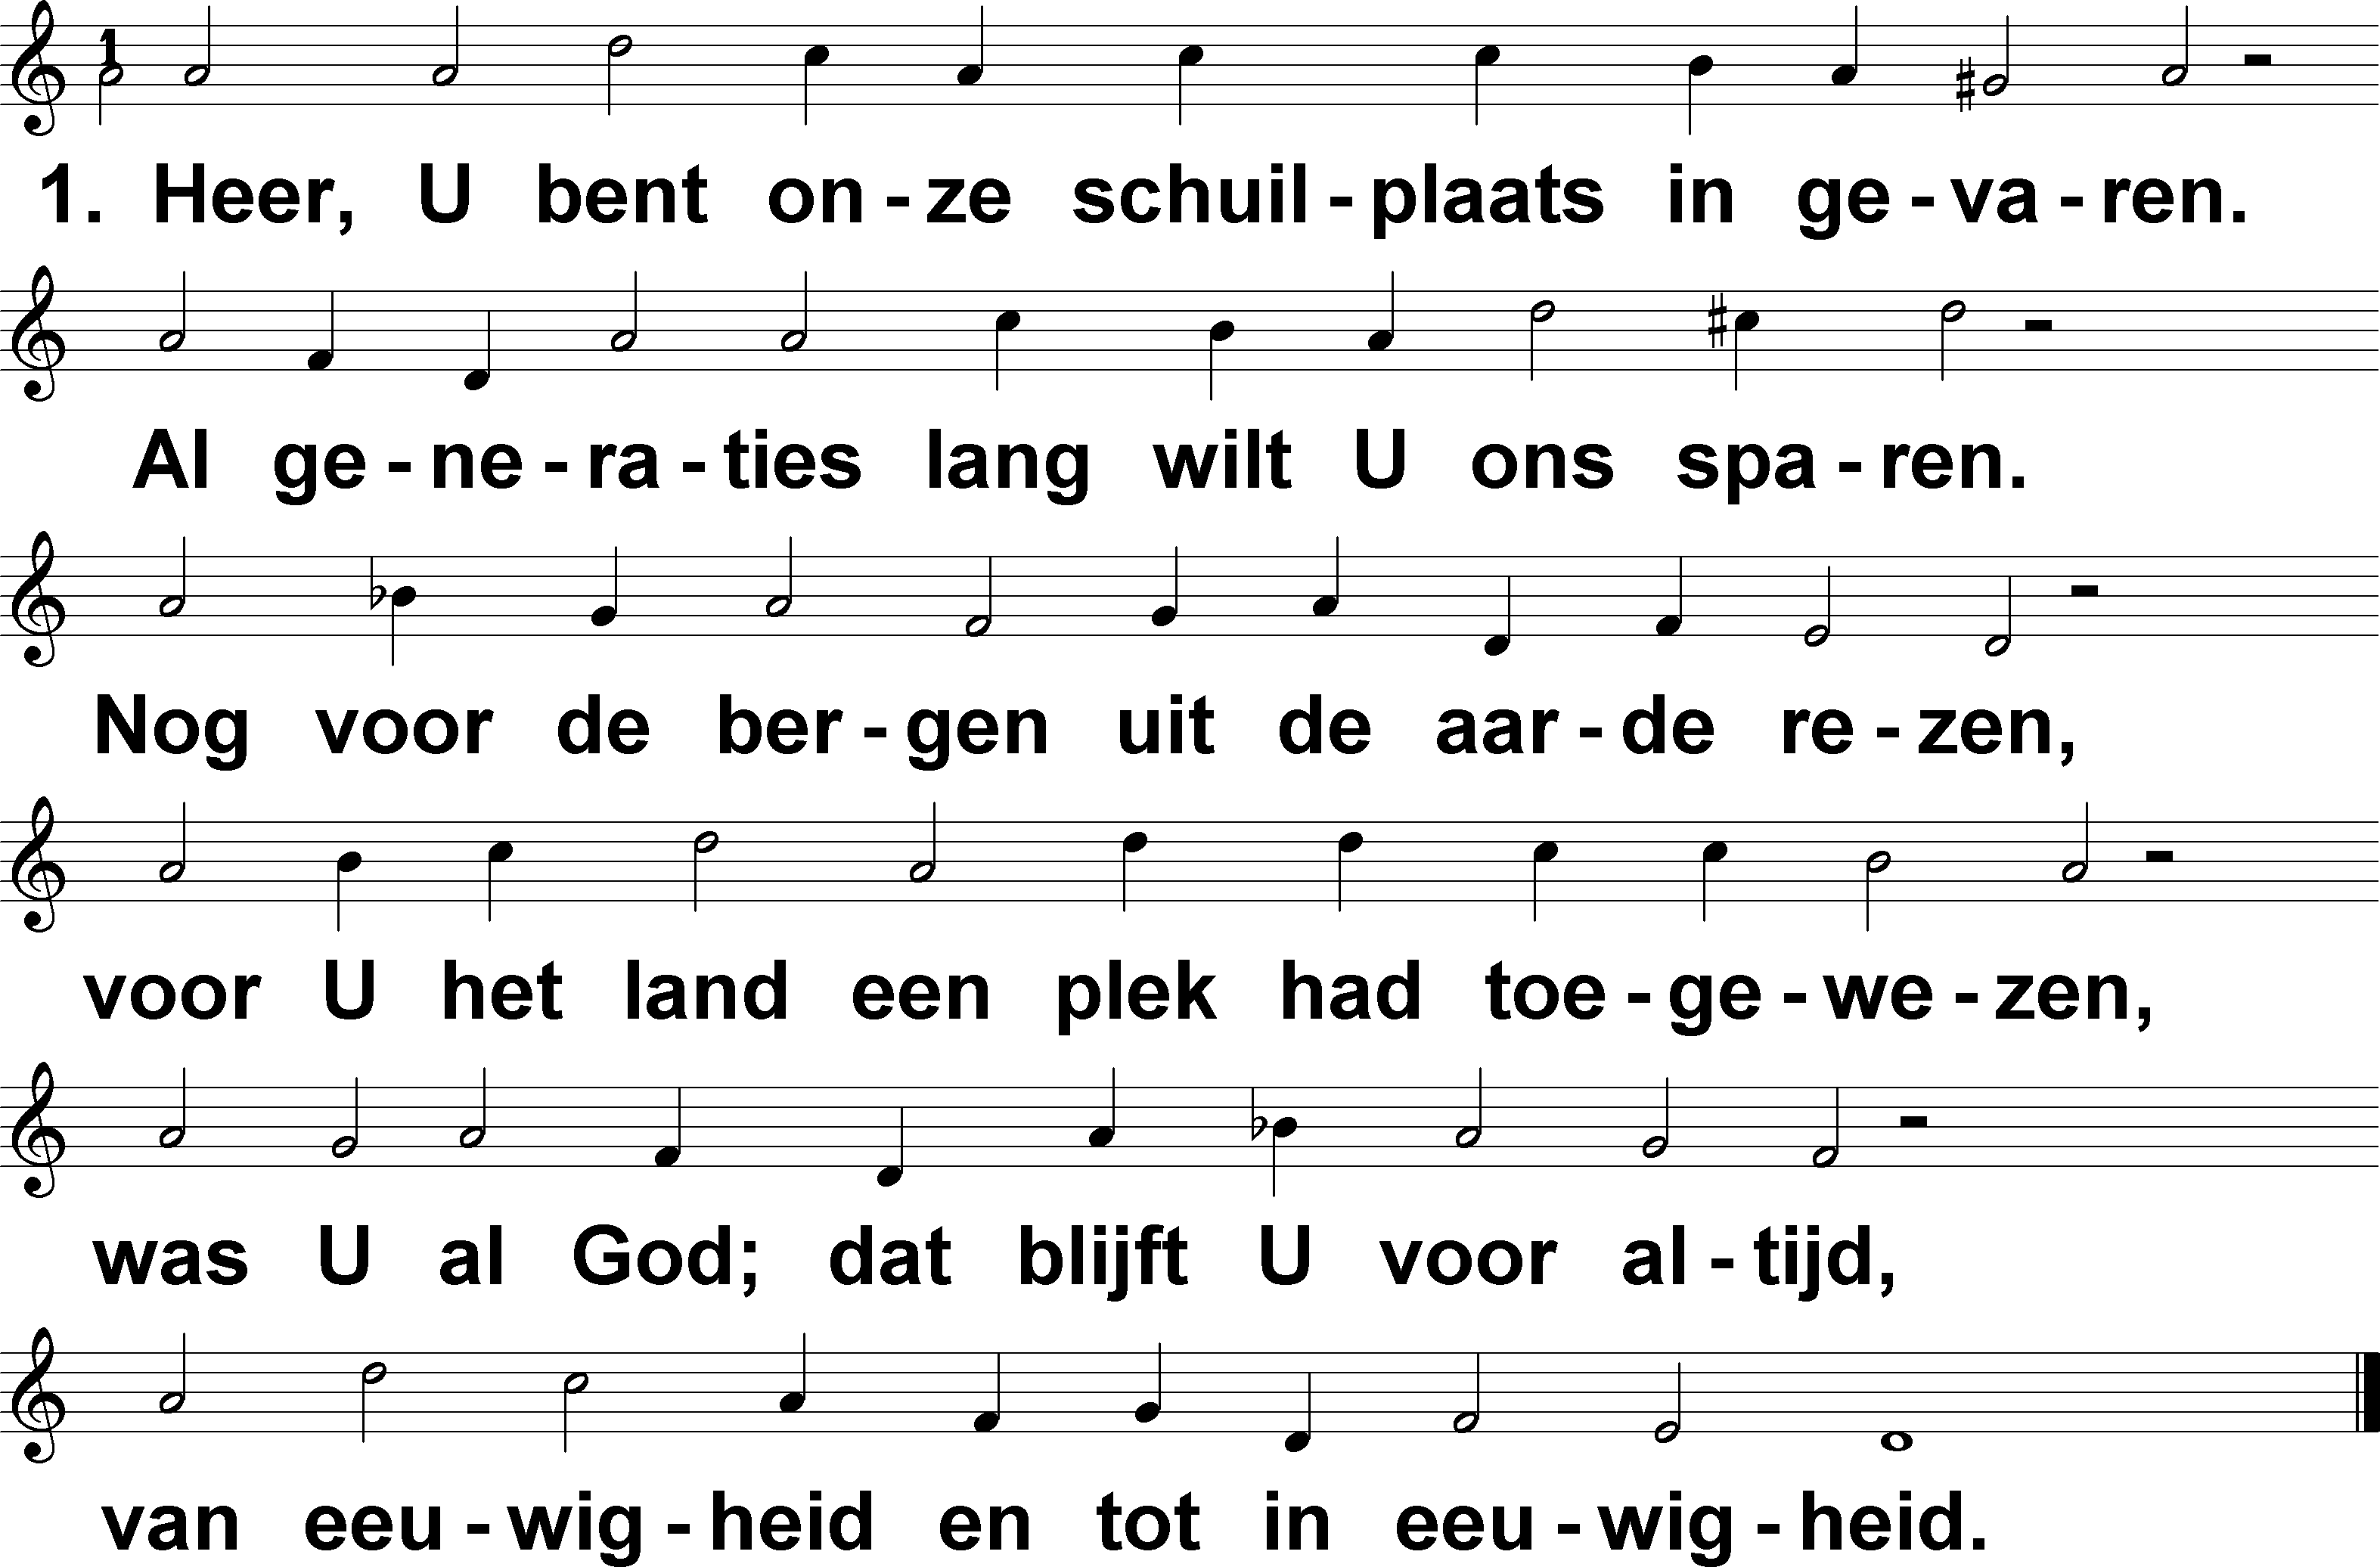 1. Heer, U bent on-ze schuil-plaats in ge-va-ren.
Al ge-ne-ra-ties lang wilt U ons spa-ren.
Nog voor de ber-gen uit de aar-de re-zen,
voor U het land een plek had toe-ge-we-zen,
was U al God; dat blijft U voor al-tijd,
van eeu-wig-heid en tot in eeu-wig-heid.